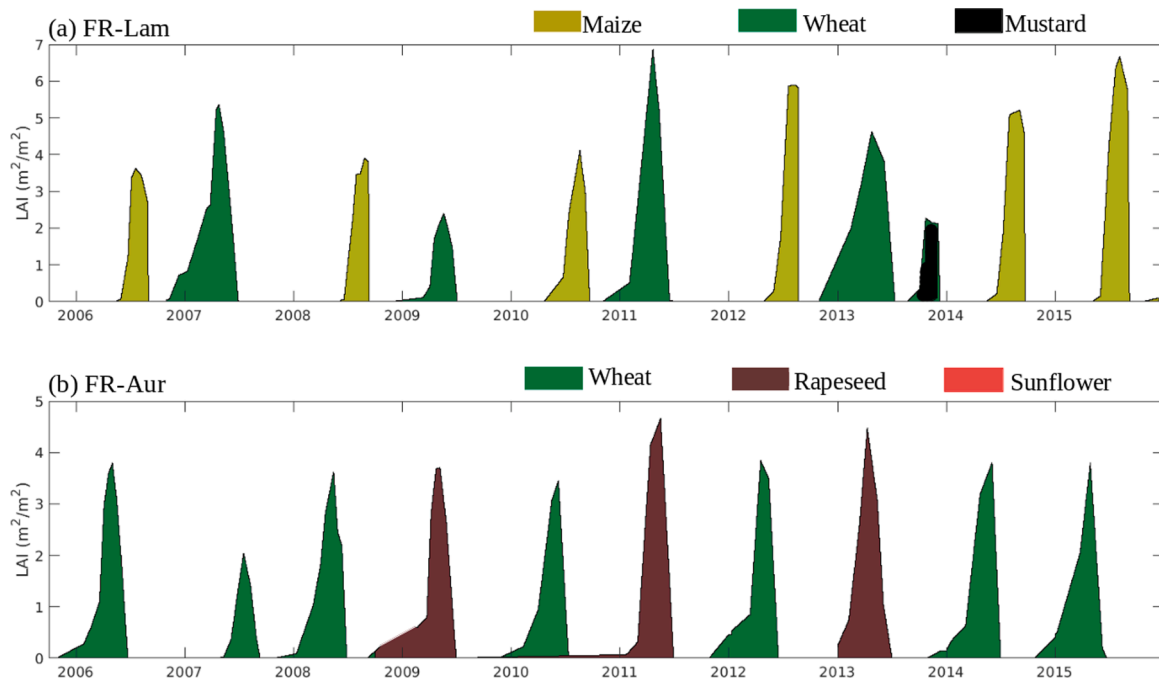 (a) FR-Lam
Maize
Wheat
Mustard
7
6
5
4
3
2
1
0
LAI (m²/m²)
2006 2007 2008 2009 2010 2011 2012 2013 2014 2015
(b) FR-Aur
Wheat
Rapeseed
Sunflower
5
4
3
2
1
0
LAI (m²/m²)
2006 2007 2008 2009 2010 2011 2012 2013 2014 2015